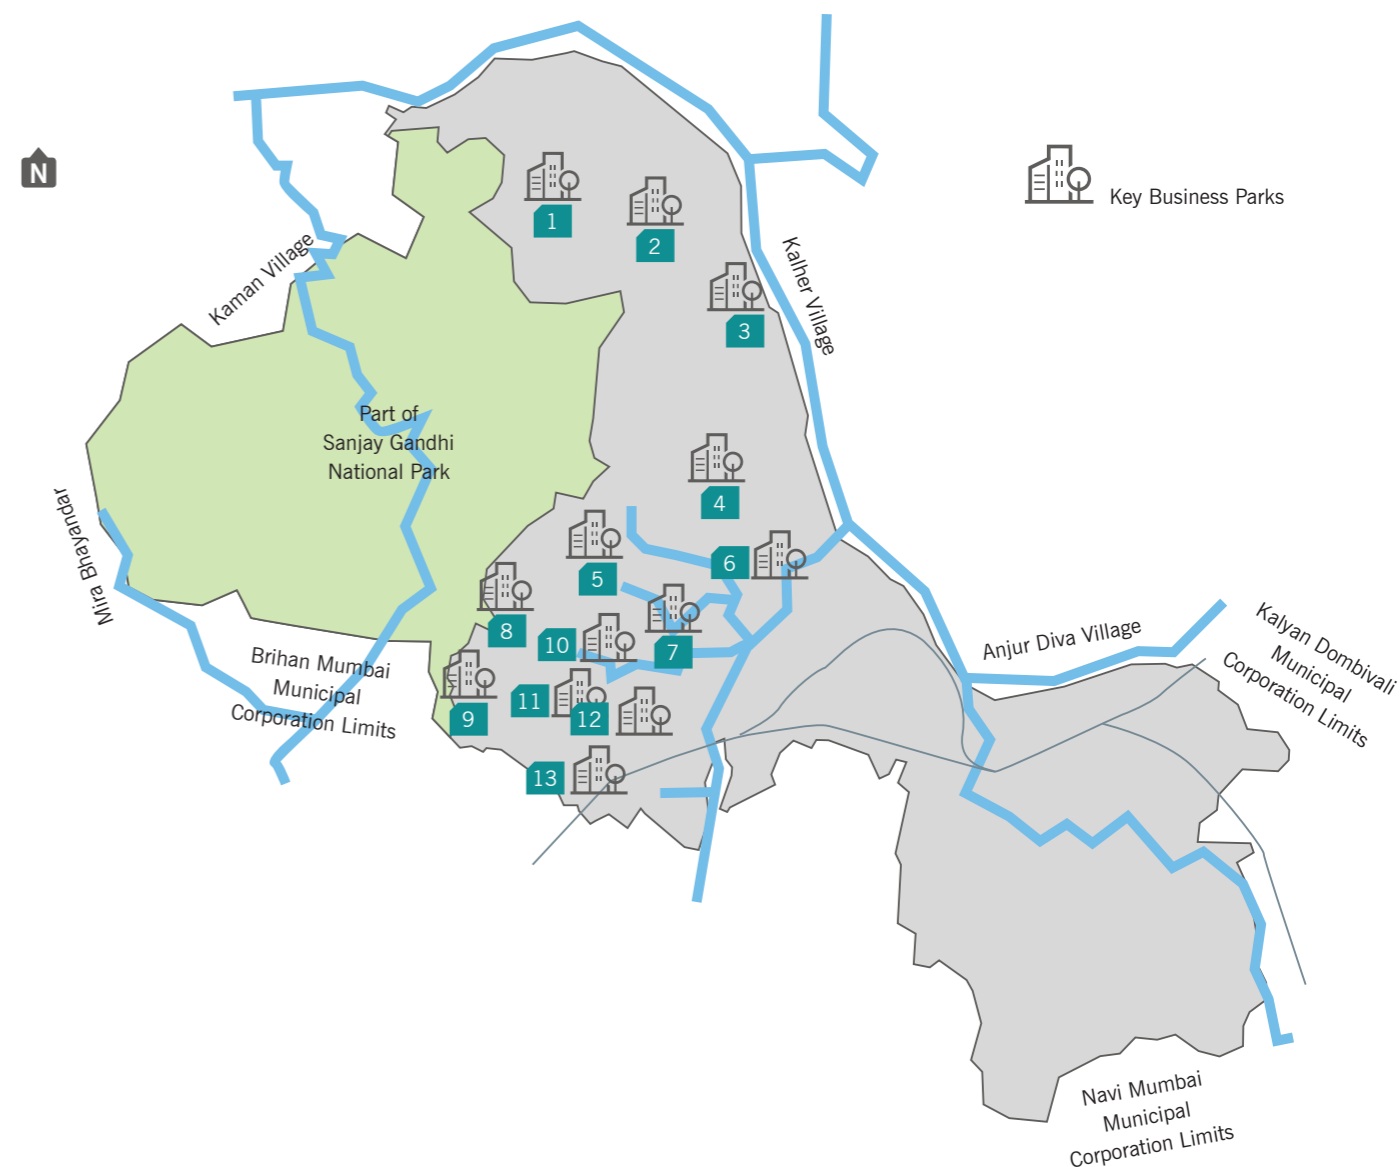 N
Key Business Parks
1
2
3
Kaman Village
Kalher Village
Part of
Sanjay Gandhi
National Park
4
Mira Bhayandar
5
6
8
10
7
Anjur Diva Village
Kalyan Dombivali
Municipal
Corporation Limits
Brihan Mumbai
Municipal
Corporation Limits
9
11
12
13
Navi Mumbai
Municipal
Corporation Limits